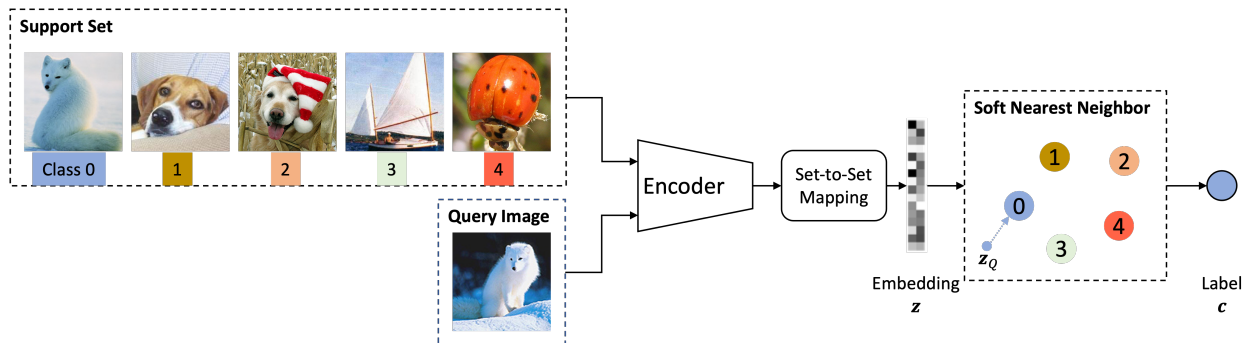 Support Set
Class 0
1
2
3
4
Query Image
Encoder
Set-to-Set
Mapping
Embedding
z
Soft Nearest Neighbor
1
2
0
4
3
z_Q
Label
c